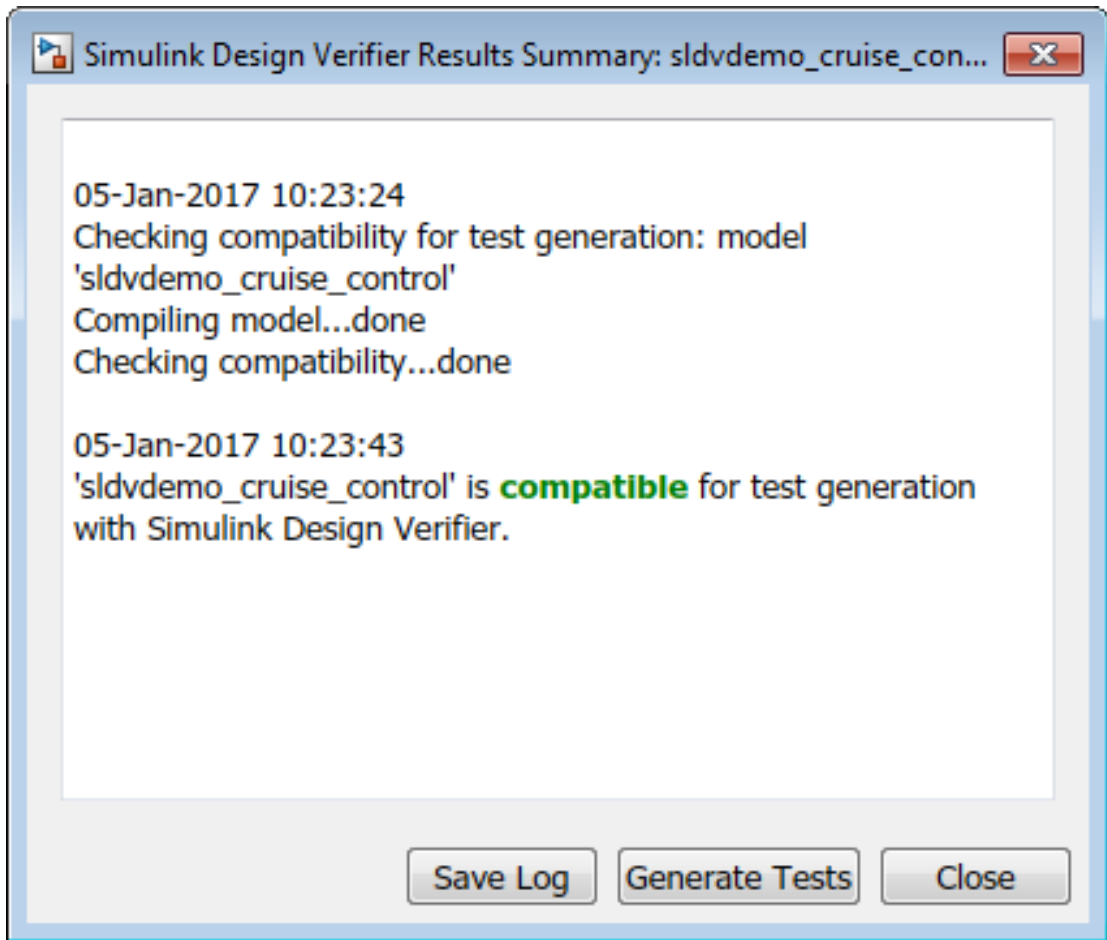 Simulink Design Verifier Results Summary: sldvdemo_cruise_con...
05-Jan-2017 10:23:24
Checking compatibility for test generation: model
'sldvdemo_cruise_control'
Compiling model...done
Checking compatibility...done
05-Jan-2017 10:23:43
'sldvdemo_cruise_control' is compatible for test generation
with Simulink Design Verifier.
Save Log
Generate Tests
Close